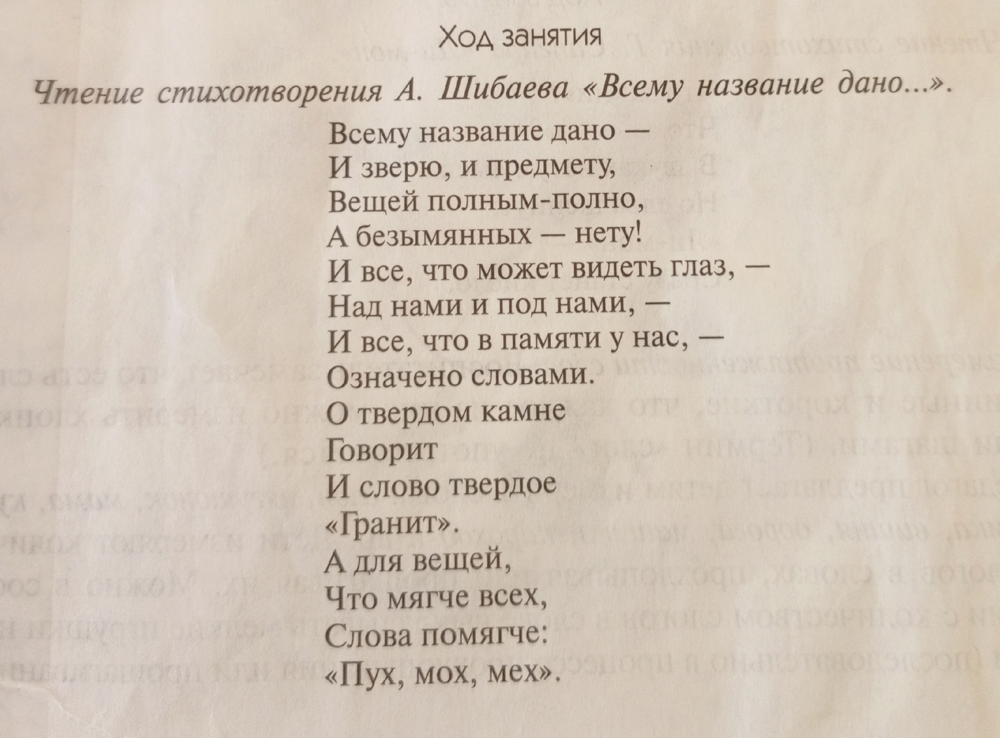 Ход занятия
Чтение стихотворения А. Шибаева «Всему название дано...».
Всему название дано —
И зверю, и предмету,
Вещей полным-полно,
А безымянных — нету!
И все, что может видеть глаз, —
Над нами и под нами, —
И все, что в памяти у нас, —
Означено словами.
О твердом камне
Говорит
И слово твердое
«Гранит».
А для вещей,
Что мягче всех,
Слова помягче:
«Пух, мох, мех».